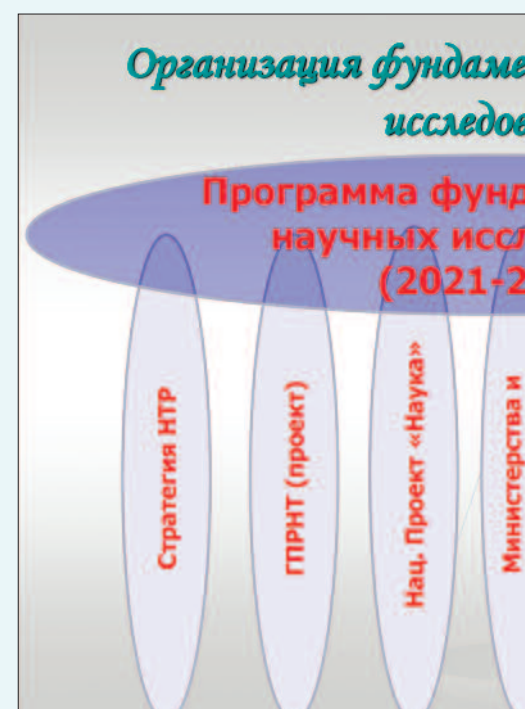 Организация фундаме
исследов
Программа фунд
научных иссл
(2021-2
Стратегия НТР
ГПРНТ (проект)
Нац. Проект «Наука»
Министерства и